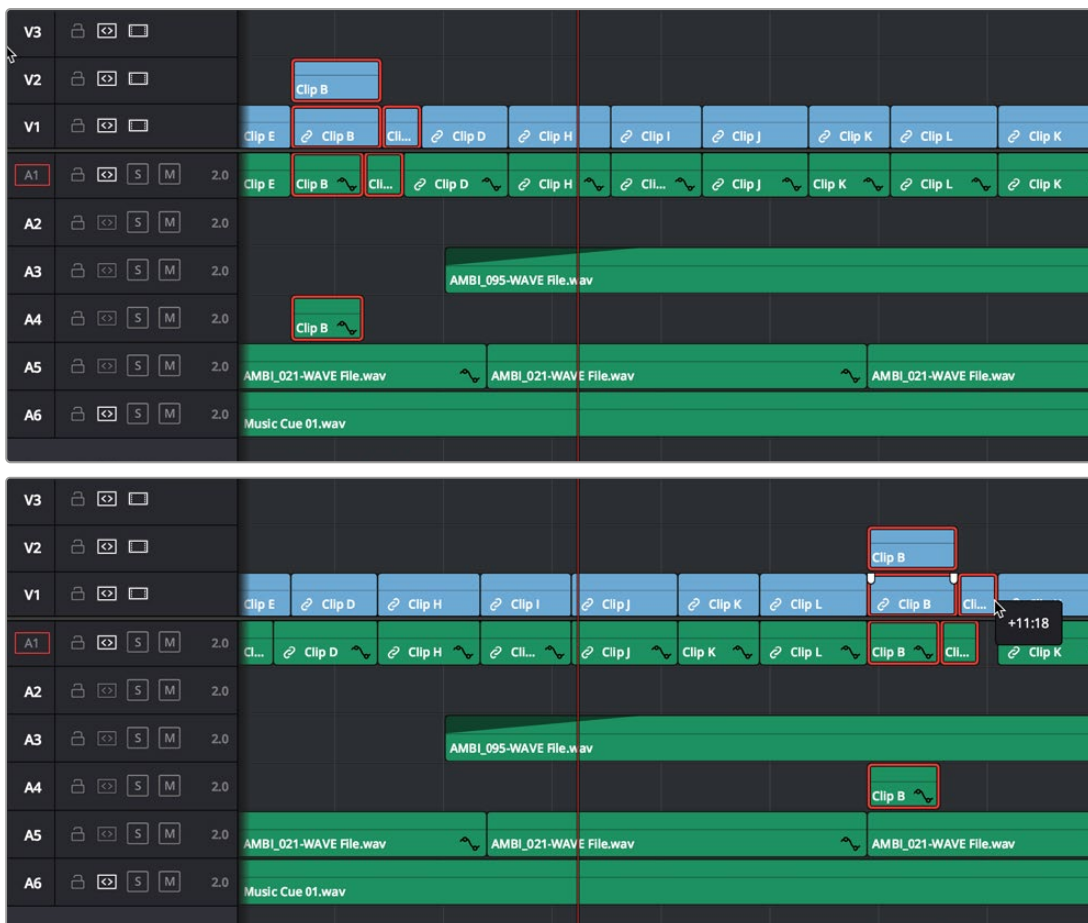 V3
V2
Clip B
V1
Clip E Clip B Cli... Clip D Clip H Clip I Clip J Clip K Clip L Clip K
A1 S M 2.0 Clip E Clip B Cli... Clip D Clip H Cli... Clip J Clip K Clip L Clip K
A2 S M 2.0
A3 S M 2.0 AMBI_095-WAVE File.wav
A4 S M 2.0 Clip B
A5 S M 2.0 AMBI_021-WAVE File.wav AMBI_021-WAVE File.wav AMBI_021-WAVE File.wav
A6 S M 2.0 Music Cue 01.wav
V3
V2
Clip B
V1
Clip E Clip D Clip H Clip I Clip J Clip K Clip L Clip B Cli...
+11:18
A1 S M 2.0 Cl... Clip D Clip H Cli... Clip J Clip K Clip L Clip B Cli... Clip K
A2 S M 2.0
A3 S M 2.0 AMBI_095-WAVE File.wav
A4 S M 2.0 Clip B
A5 S M 2.0 AMBI_021-WAVE File.wav AMBI_021-WAVE File.wav AMBI_021-WAVE File.wav
A6 S M 2.0 Music Cue 01.wav